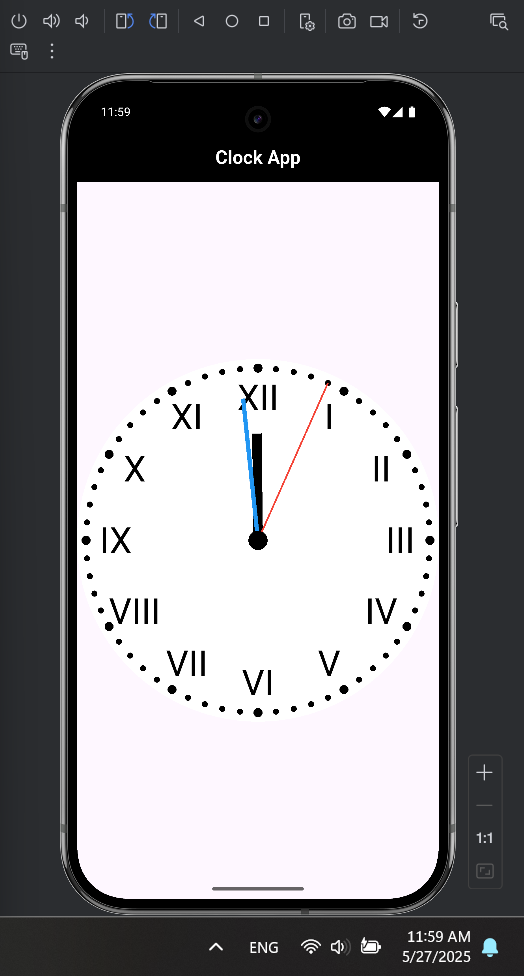 11:59
Clock App
XII
XI
I
X
II
IX
III
VIII
IV
VII
V
VI
1:1
ENG
11:59 AM
5/27/2025